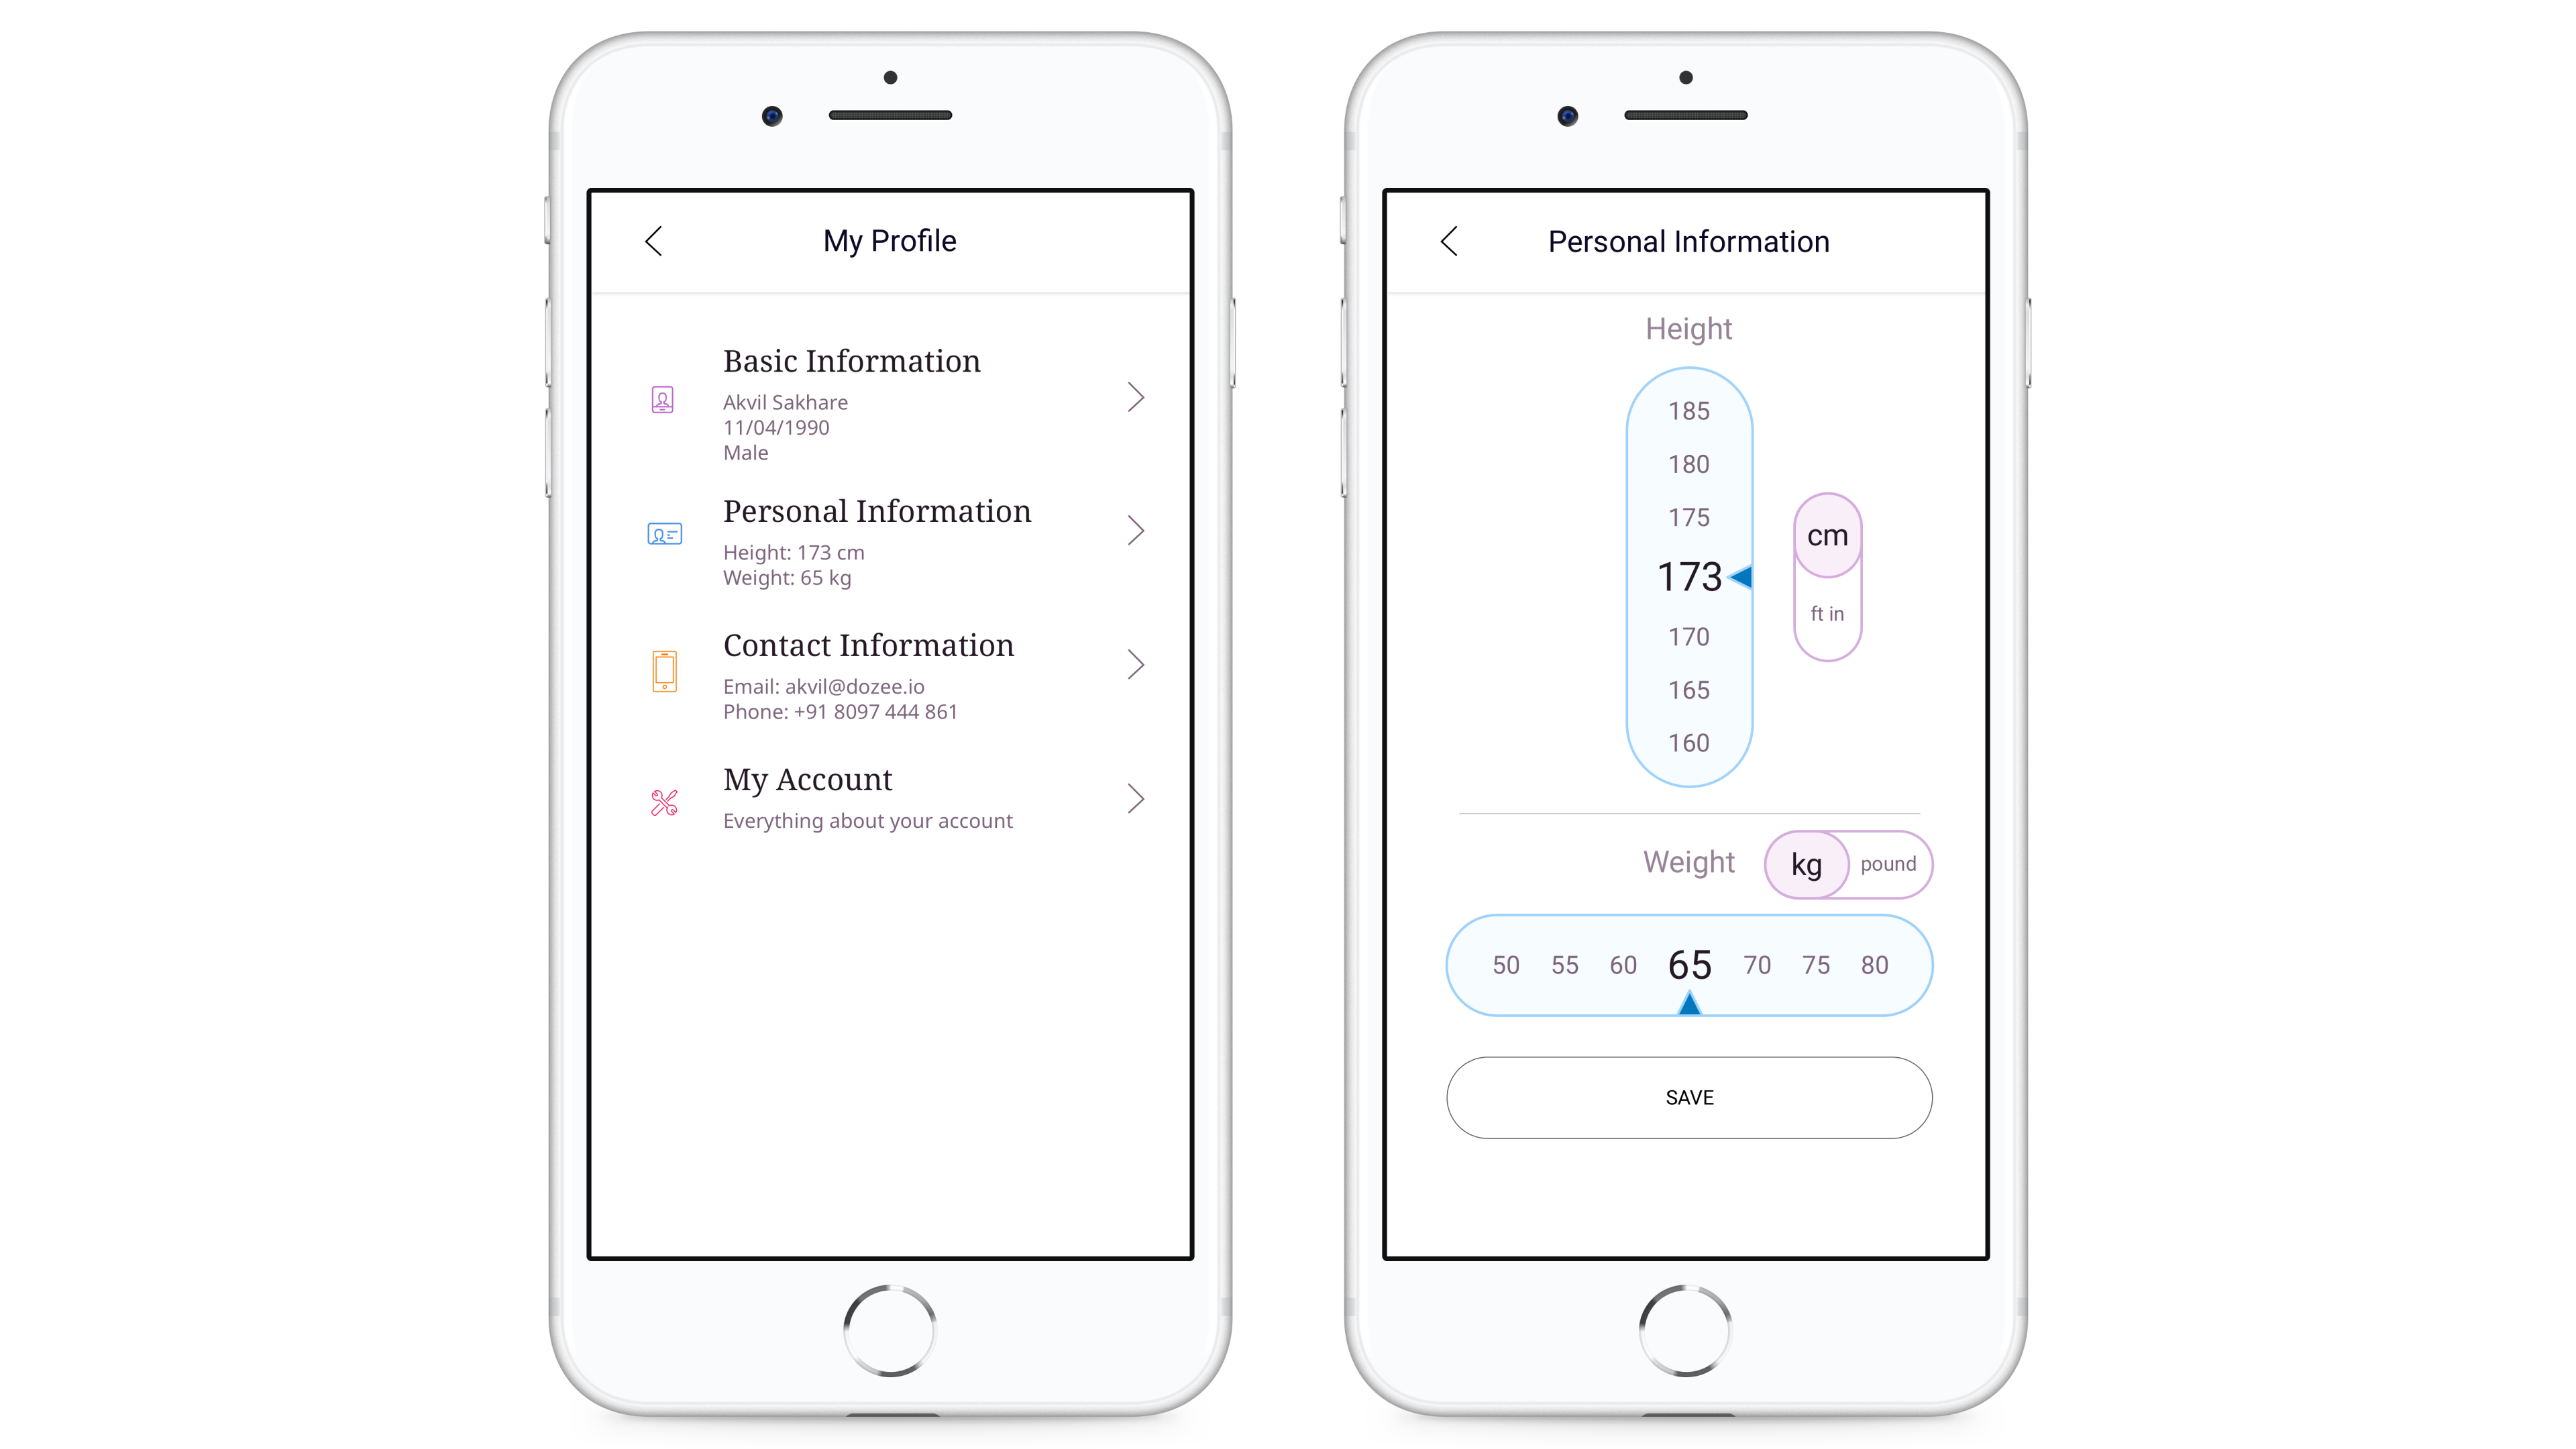 My Profile
Basic Information
Akvil Sakhare
11/04/1990
Male
Personal Information
Height: 173 cm
Weight: 65 kg
Contact Information
Email: akvil@dozee.io
Phone: +91 8097 444 861
My Account
Everything about your account
Personal Information
Height
185
180
175
173
170
165
160
cm
ft in
Weight
kg pound
50 55 60 65 70 75 80
SAVE